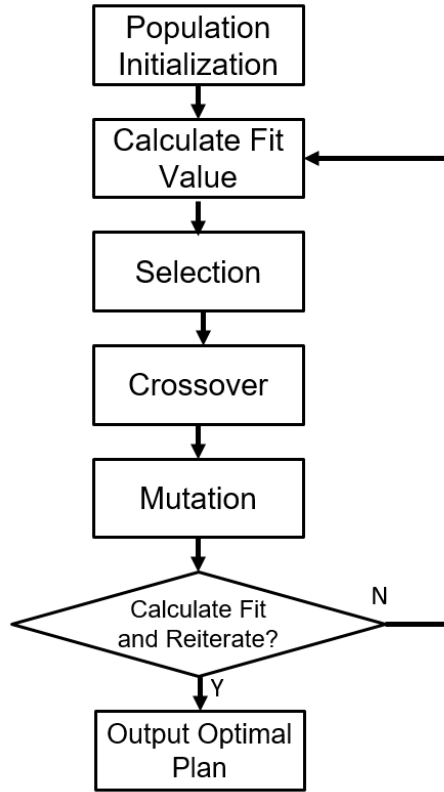 Population
Initialization
Calculate Fit
Value
Selection
Crossover
Mutation
Calculate Fit
and Reiterate?
N
Y
Output Optimal
Plan